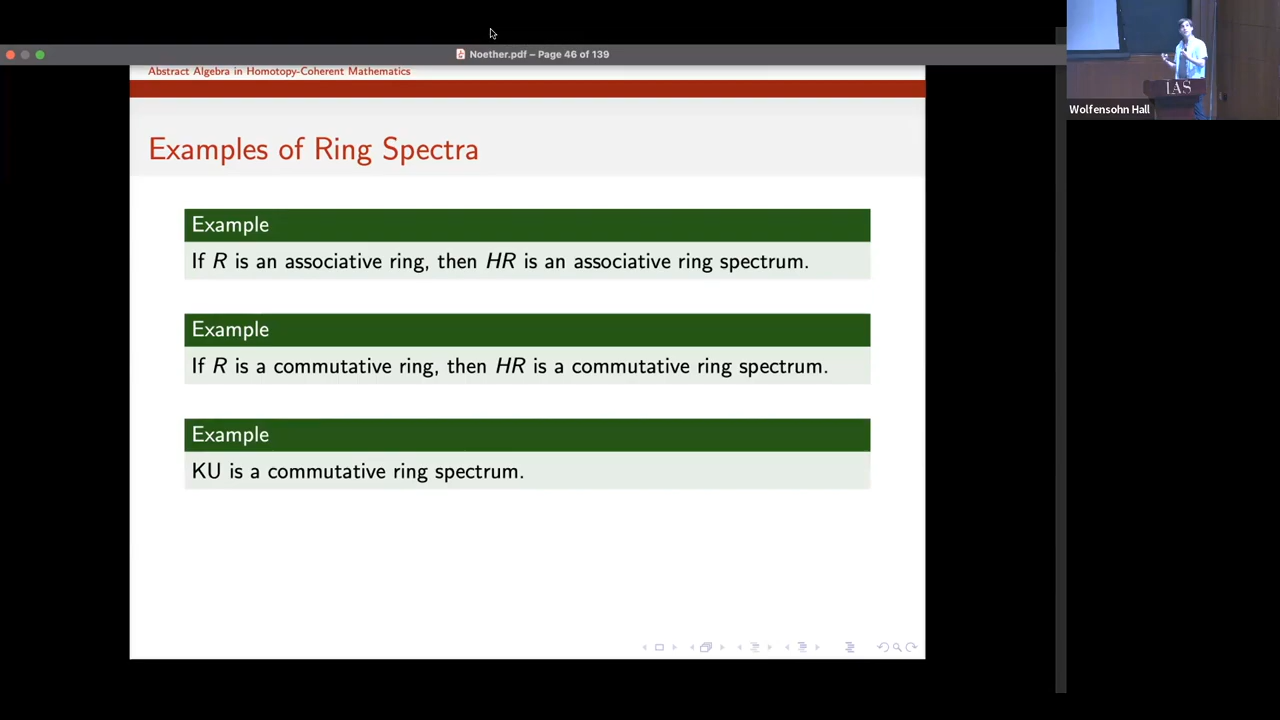 Noether.pdf – Page 46 of 139
Abstract Algebra in Homotopy-Coherent Mathematics
IAS
Wolfensohn Hall
Examples of Ring Spectra
Example
If R is an associative ring, then HR is an associative ring spectrum.
Example
If R is a commutative ring, then HR is a commutative ring spectrum.
Example
KU is a commutative ring spectrum.